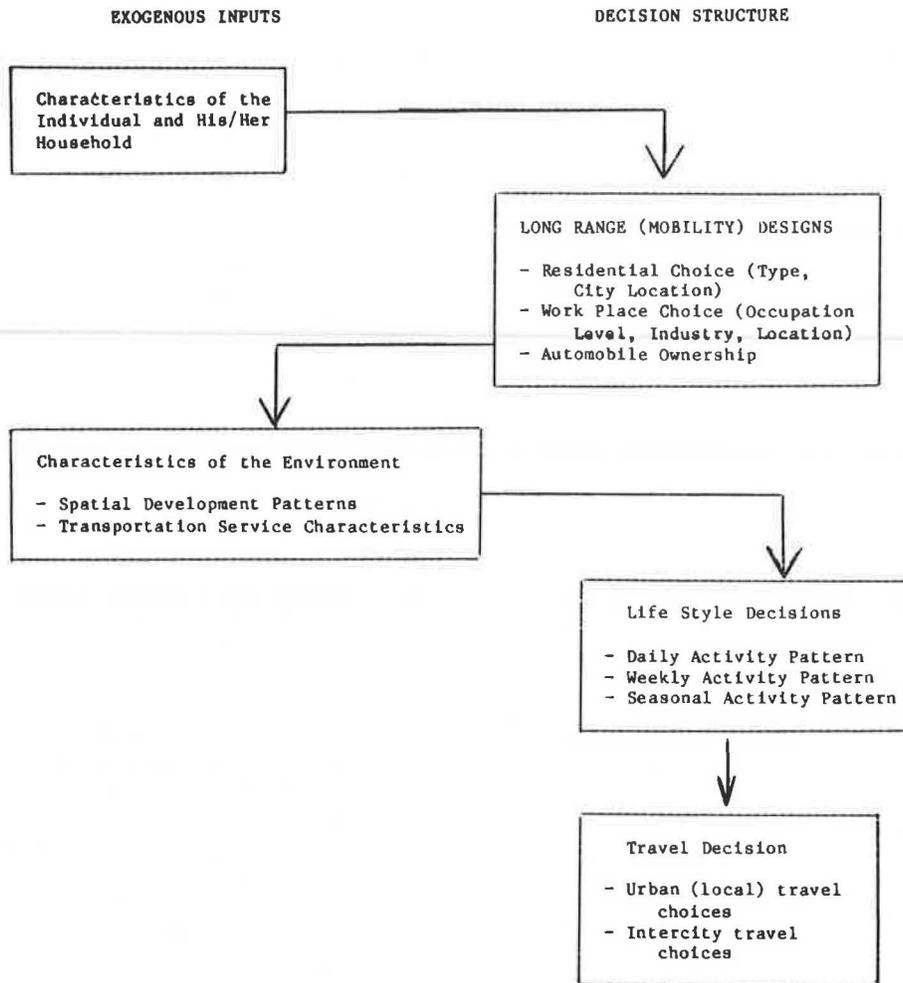 EXOGENOUS INPUTS
DECISION STRUCTURE
Characteristics of the
Individual and His/Her
Household
LONG RANGE (MOBILITY) DESIGNS
- Residential Choice (Type,
City Location)
- Work Place Choice (Occupation
Level, Industry, Location)
- Automobile Ownership
Characteristics of the Environment
- Spatial Development Patterns
- Transportation Service Characteristics
Life Style Decisions
- Daily Activity Pattern
- Weekly Activity Pattern
- Seasonal Activity Pattern
Travel Decision
- Urban (local) travel
choices
- Intercity travel
choices